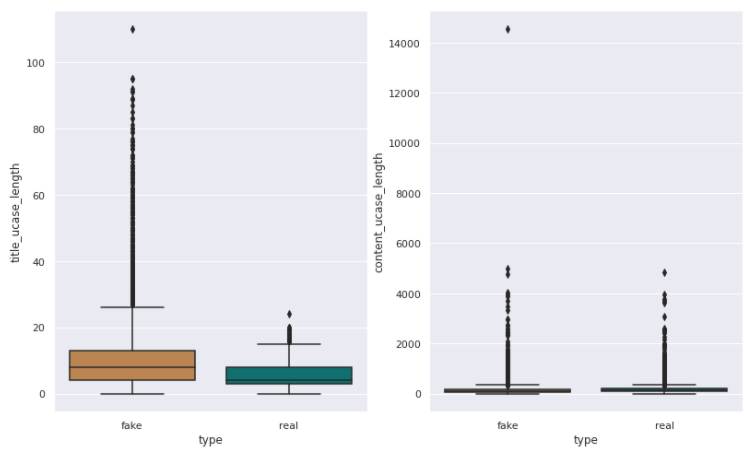 100
80
60
40
20
0
title_ucase_length
fake
real
type
14000
12000
10000
8000
6000
4000
2000
0
content_ucase_length
fake
real
type